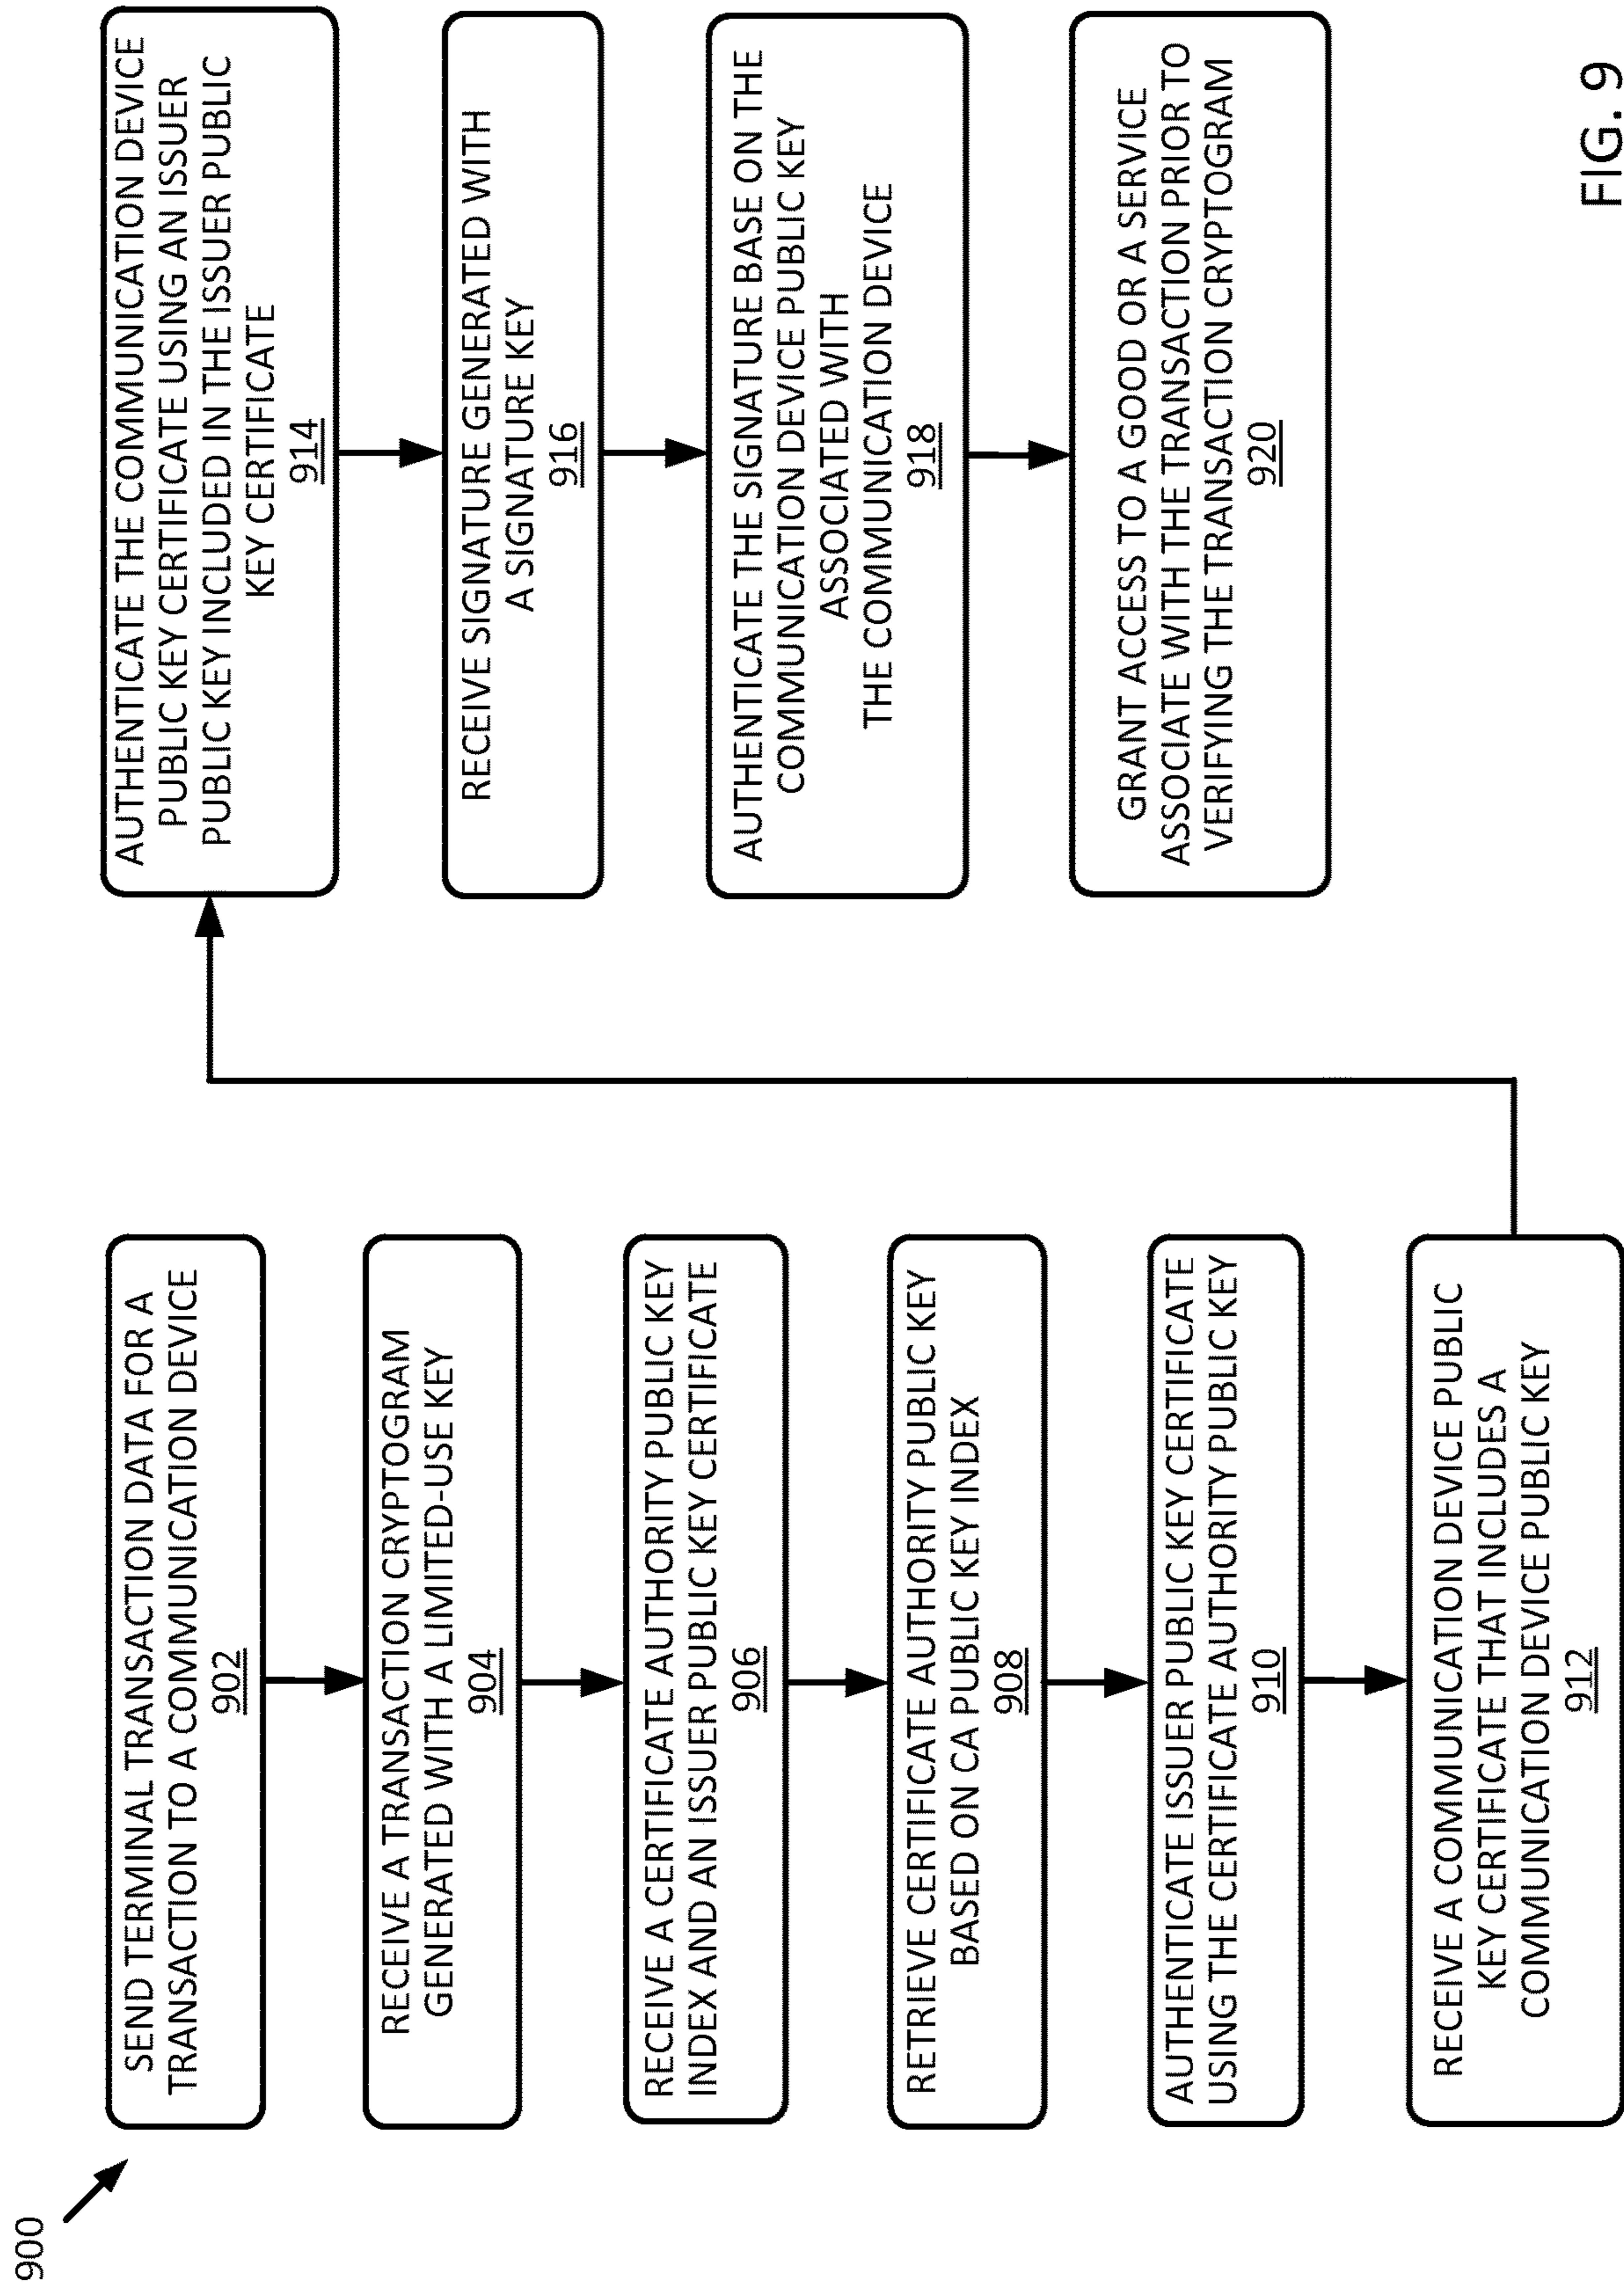 900
SEND TERMINAL TRANSACTION DATA FOR A
TRANSACTION TO A COMMUNICATION DEVICE
902
RECEIVE A TRANSACTION CRYPTOGRAM
GENERATED WITH A LIMITED-USE KEY
904
RECEIVE A CERTIFICATE AUTHORITY PUBLIC KEY
INDEX AND AN ISSUER PUBLIC KEY CERTIFICATE
906
RETRIEVE CERTIFICATE AUTHORITY PUBLIC KEY
BASED ON CA PUBLIC KEY INDEX
908
AUTHENTICATE ISSUER PUBLIC KEY CERTIFICATE
USING THE CERTIFICATE AUTHORITY PUBLIC KEY
910
RECEIVE A COMMUNICATION DEVICE PUBLIC
KEY CERTIFICATE THAT INCLUDES A
COMMUNICATION DEVICE PUBLIC KEY
912
AUTHENTICATE THE COMMUNICATION DEVICE
PUBLIC KEY CERTIFICATE USING AN ISSUER
PUBLIC KEY INCLUDED IN THE ISSUER PUBLIC
KEY CERTIFICATE
914
RECEIVE SIGNATURE GENERATED WITH
A SIGNATURE KEY
916
AUTHENTICATE THE SIGNATURE BASE ON THE
COMMUNICATION DEVICE PUBLIC KEY
ASSOCIATED WITH
THE COMMUNICATION DEVICE
918
GRANT ACCESS TO A GOOD OR A SERVICE
ASSOCIATE WITH THE TRANSACTION PRIOR TO
VERIFYING THE TRANSACTION CRYPTOGRAM
920
FIG. 9